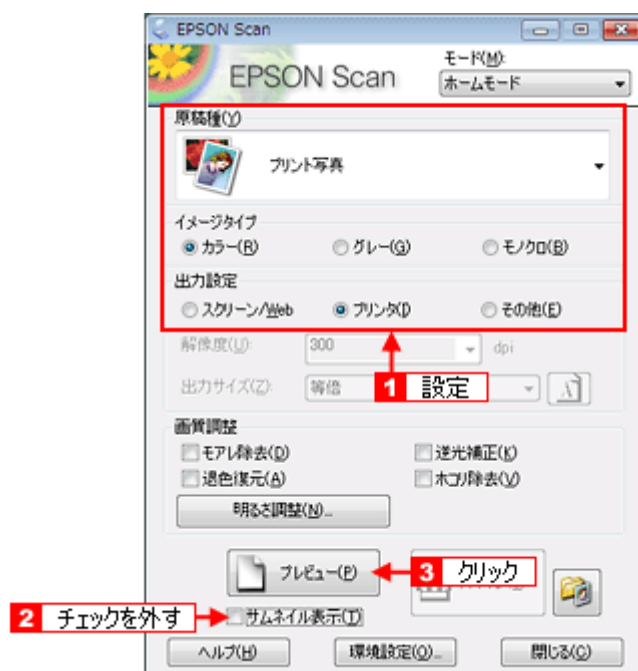 EPSON Scan
EPSON Scan
モード(M):
ホームモード
原稿種(Y)
プリント写真
イメージタイプ
カラー(R) グレー(G) モノクロ(B)
出力設定
スクリーン/Web プリンタ(I) その他(E)
解像度(U): 300 dpi
1 設定
出力サイズ(Z): 等倍
画質調整
モアレ除去(D) 逆光補正(K)
退色復元(A) ホコリ除去(V)
明るさ調整(N)...
プレビュー(P)
3 クリック
2 チェックを外す
サムネイル表示(T)
ヘルプ(H) 環境設定(O)... 閉じる(C)